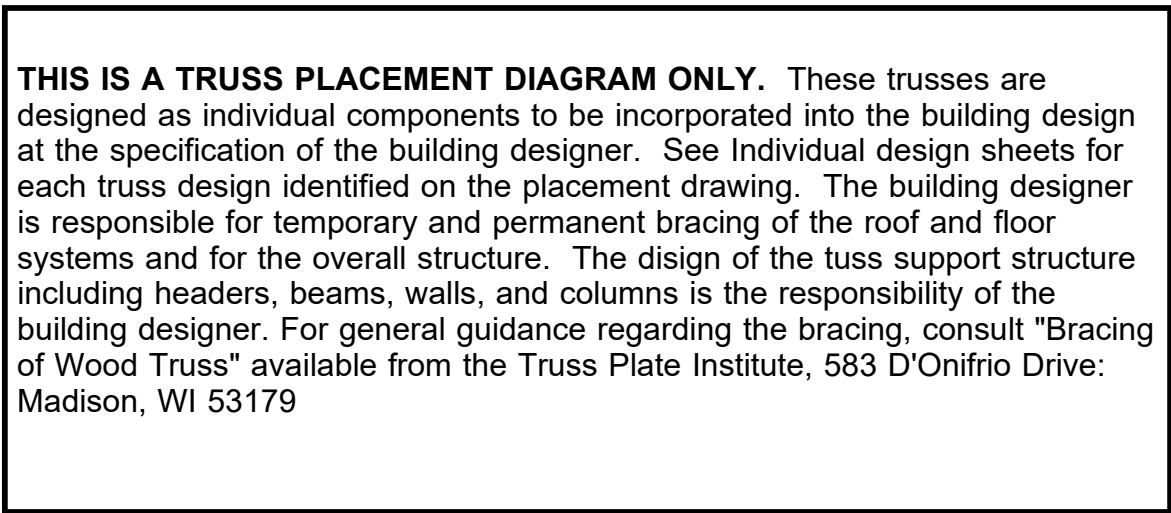 THIS IS A TRUSS PLACEMENT DIAGRAM ONLY.  These trusses are
designed as individual components to be incorporated into the building design
at the specification of the building designer.  See Individual design sheets for
each truss design identified on the placement drawing.  The building designer
is responsible for temporary and permanent bracing of the roof and floor
systems and for the overall structure.  The disign of the tuss support structure
including headers, beams, walls, and columns is the responsibility of the
building designer. For general guidance regarding the bracing, consult "Bracing
of Wood Truss" available from the Truss Plate Institute, 583 D'Onifrio Drive:
Madison, WI 53179